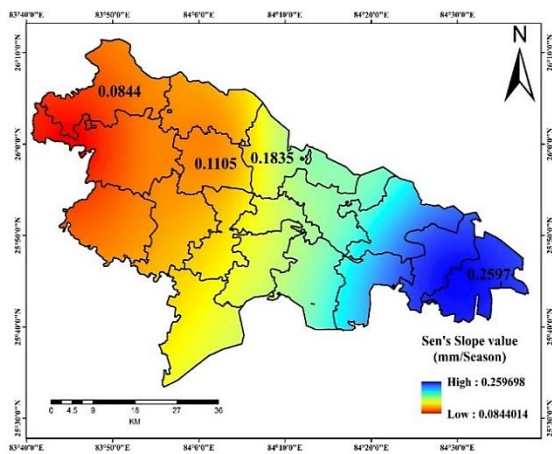 83°40'0"E 83°50'0"E 84°0'0"E 84°10'0"E 84°20'0"E 84°30'0"E
N
26°10'0"N 26°10'0"N
0.0844
26°0'0"N 26°0'0"N
0.1105
0.1835
25°50'0"N 25°50'0"N
0.2597
25°40'0"N 25°40'0"N
Sen's Slope value
(mm/Season)
High : 0.259698
Low : 0.0844014
0 4.5 9 18 27 36
KM
25°30'0"N 25°30'0"N
83°40'0"E 83°50'0"E 84°0'0"E 84°10'0"E 84°20'0"E 84°30'0"E